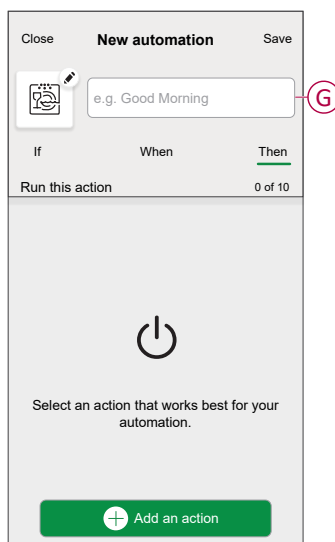 Close New automation Save
e.g. Good Morning
G
If When Then
Run this action 0 of 10
Select an action that works best for your
automation.
Add an action